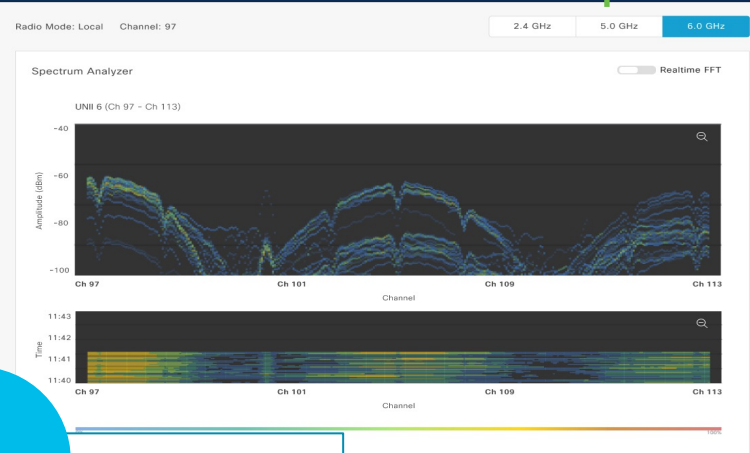 Radio Mode: Local Channel: 97
2.4 GHz 5.0 GHz 6.0 GHz
Spectrum Analyzer
Realtime FFT
UNII 6 (Ch 97 - Ch 113)
Amplitude (dBm)
-40
-60
-80
-100
Ch 97 Ch 101 Ch 109 Ch 113
Channel
Time
11:43
11:42
11:41
11:40
Ch 97 Ch 101 Ch 109 Ch 113
Channel
100%